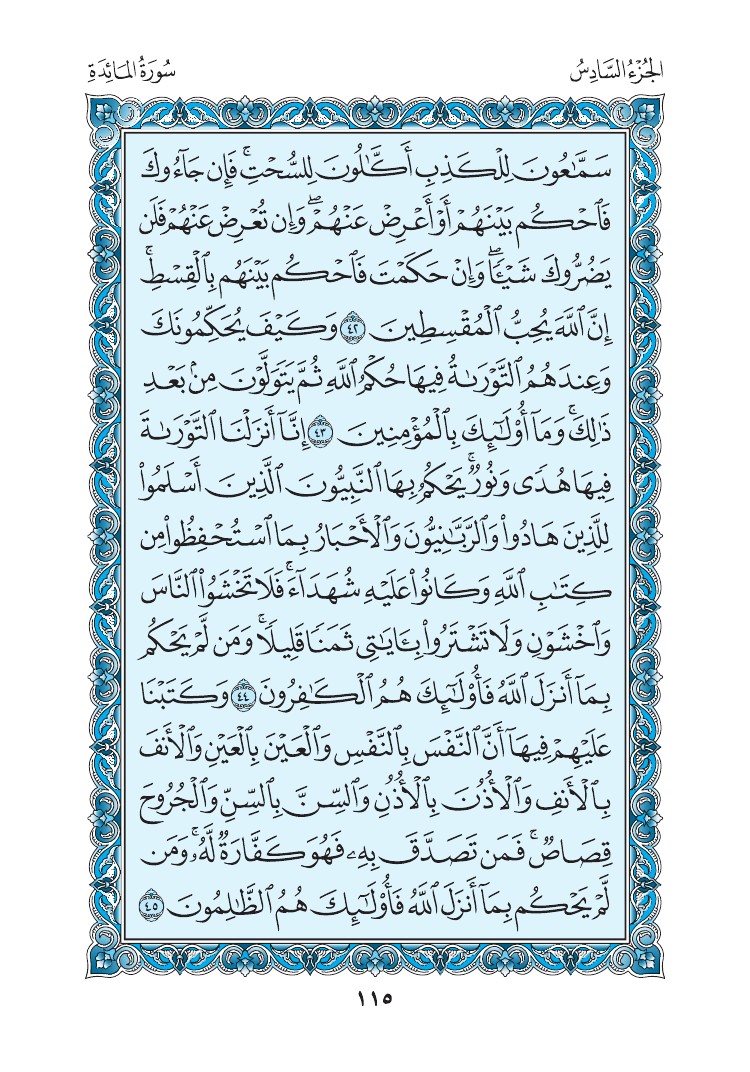 الجُزْءُ السَّادِسُ
سُورَةُ المَائِدَةِ
سَمَّٰعُونَ لِلۡكَذِبِ أَكَّٰلُونَ لِلسُّحۡتِۚ فَإِن جَآءُوكَ
فَٱحۡكُم بَيۡنَهُمۡ أَوۡ أَعۡرِضۡ عَنۡهُمۡۖ وَإِن تُعۡرِضۡ عَنۡهُمۡ فَلَن
يَضُرُّوكَ شَيۡـٔٗاۖ وَإِنۡ حَكَمۡتَ فَٱحۡكُم بَيۡنَهُم بِٱلۡقِسۡطِۚ
إِنَّ ٱللَّهَ يُحِبُّ ٱلۡمُقۡسِطِينَ ٤٢ وَكَيۡفَ يُحَكِّمُونَكَ
وَعِندَهُمُ ٱلتَّوۡرَىٰةُ فِيهَا حُكۡمُ ٱللَّهِ ثُمَّ يَتَوَلَّوۡنَ مِنۢ بَعۡدِ
ذَٰلِكَۚ وَمَآ أُوْلَٰٓئِكَ بِٱلۡمُؤۡمِنِينَ ٤٣ إِنَّآ أَنزَلۡنَا ٱلتَّوۡرَىٰةَ
فِيهَا هُدٗى وَنُورٞۚ يَحۡكُمُ بِهَا ٱلنَّبِيُّونَ ٱلَّذِينَ أَسۡلَمُواْ
لِلَّذِينَ هَادُواْ وَٱلرَّبَّٰنِيُّونَ وَٱلۡأَحۡبَارُ بِمَا ٱسۡتُحۡفِظُواْ مِن
كِتَٰبِ ٱللَّهِ وَكَانُواْ عَلَيۡهِ شُهَدَآءَۚ فَلَا تَخۡشَوُاْ ٱلنَّاسَ
وَٱخۡشَوۡنِ وَلَا تَشۡتَرُواْ بِـَٔايَٰتِي ثَمَنٗا قَلِيلٗاۚ وَمَن لَّمۡ يَحۡكُم
بِمَآ أَنزَلَ ٱللَّهُ فَأُوْلَٰٓئِكَ هُمُ ٱلۡكَٰفِرُونَ ٤٤ وَكَتَبۡنَا
عَلَيۡهِمۡ فِيهَآ أَنَّ ٱلنَّفۡسَ بِٱلنَّفۡسِ وَٱلۡعَيۡنَ بِٱلۡعَيۡنِ وَٱلۡأَنفَ
بِٱلۡأَنفِ وَٱلۡأُذُنَ بِٱلۡأُذُنِ وَٱلسِّنَّ بِٱلسِّنِّ وَٱلۡجُرُوحَ
قِصَاصٞۚ فَمَن تَصَدَّقَ بِهِۦ فَهُوَ كَفَّارَةٞ لَّهُۥۚ وَمَن
لَّمۡ يَحۡكُم بِمَآ أَنزَلَ ٱللَّهُ فَأُوْلَٰٓئِكَ هُمُ ٱلظَّٰلِمُونَ ٤٥
١١٥